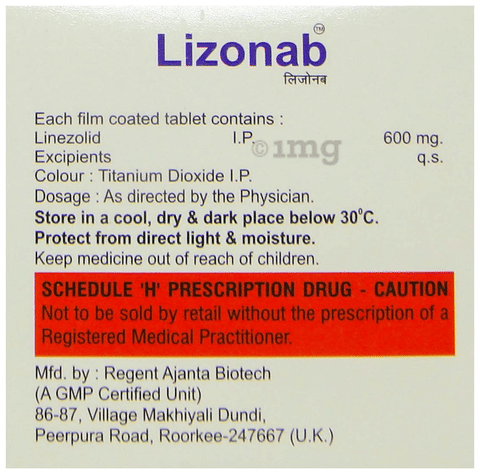 Lizonab™
लिजोनब
Each film coated tablet contains :
Linezolid I.P. 600 mg.
©1mg
Excipients q.s.
Colour : Titanium Dioxide I.P.
Dosage : As directed by the Physician.
Store in a cool, dry & dark place below 30⁰C.
Protect from direct light & moisture.
Keep medicine out of reach of children.
SCHEDULE 'H' PRESCRIPTION DRUG - CAUTION
Not to be sold by retail without the prescription of a
Registered Medical Practitioner.
Mfd. by : Regent Ajanta Biotech
(A GMP Certified Unit)
86-87, Village Makhiyali Dundi,
Peerpura Road, Roorkee-247667 (U.K.)